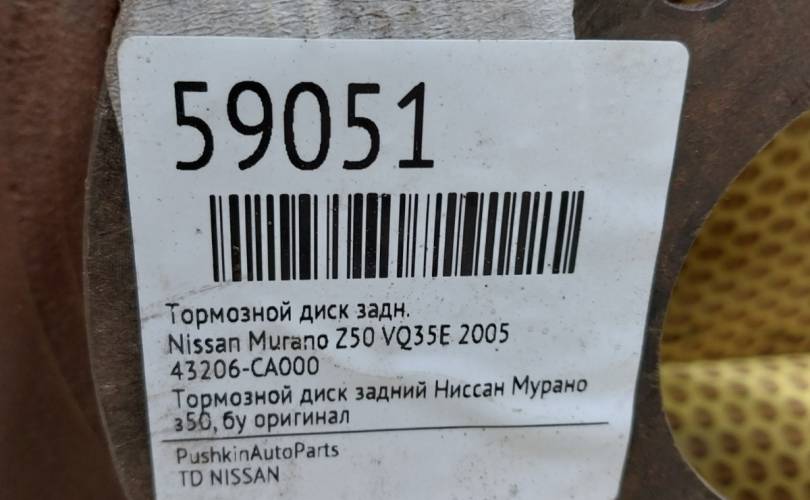 59051
Тормозной диск задн.
Nissan Murano Z50 VQ35E 2005
43206-CA000
Тормозной диск задний Ниссан Мурано
з50, бу оригинал
PushkinAutoParts
TD NISSAN